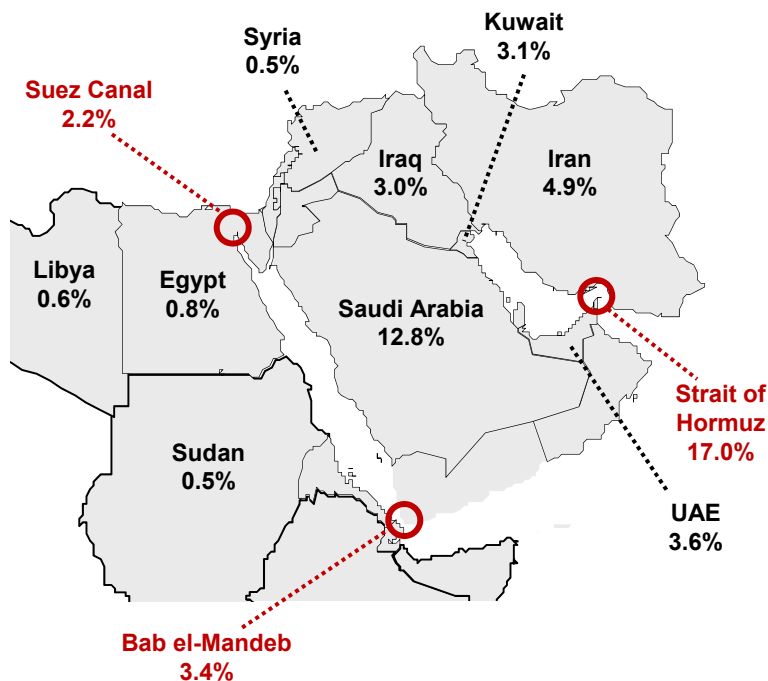 Kuwait
3.1%
Syria
0.5%
Suez Canal
2.2%
Iraq
3.0%
Iran
4.9%
Libya
0.6%
Egypt
0.8%
Saudi Arabia
12.8%
Strait of
Hormuz
17.0%
Sudan
0.5%
UAE
3.6%
Bab el-Mandeb
3.4%